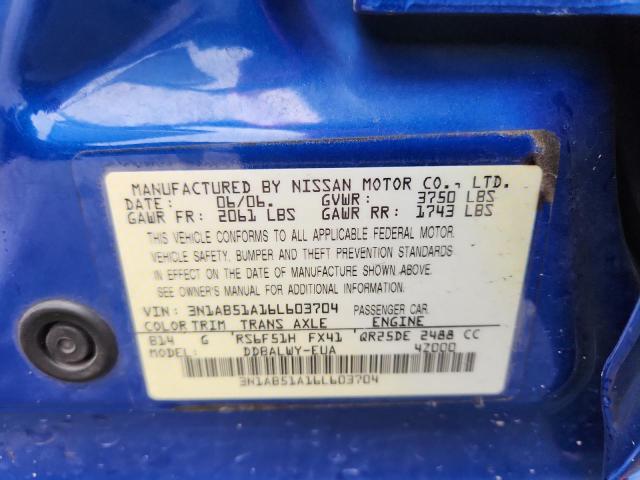 MANUFACTURED BY NISSAN MOTOR CO., LTD.
DATE: 06/06. GVWR: 3750 LBS
GAWR FR: 2061 LBS GAWR RR: 1743 LBS
THIS VEHICLE CONFORMS TO ALL APPLICABLE FEDERAL MOTOR
VEHICLE SAFETY, BUMPER AND THEFT PREVENTION STANDARDS
IN EFFECT ON THE DATE OF MANUFACTURE SHOWN ABOVE.
SEE OWNER'S MANUAL FOR ADDITIONAL INFORMATION.
VIN: 3N1AB51A16L603704 PASSENGER CAR.
COLOR TRIM TRANS AXLE ENGINE
B14 G RS6F51H FX41 QR25DE 2488 CC
MODEL: DDBALWY-EUA 42000
3N1AB51A16L603704